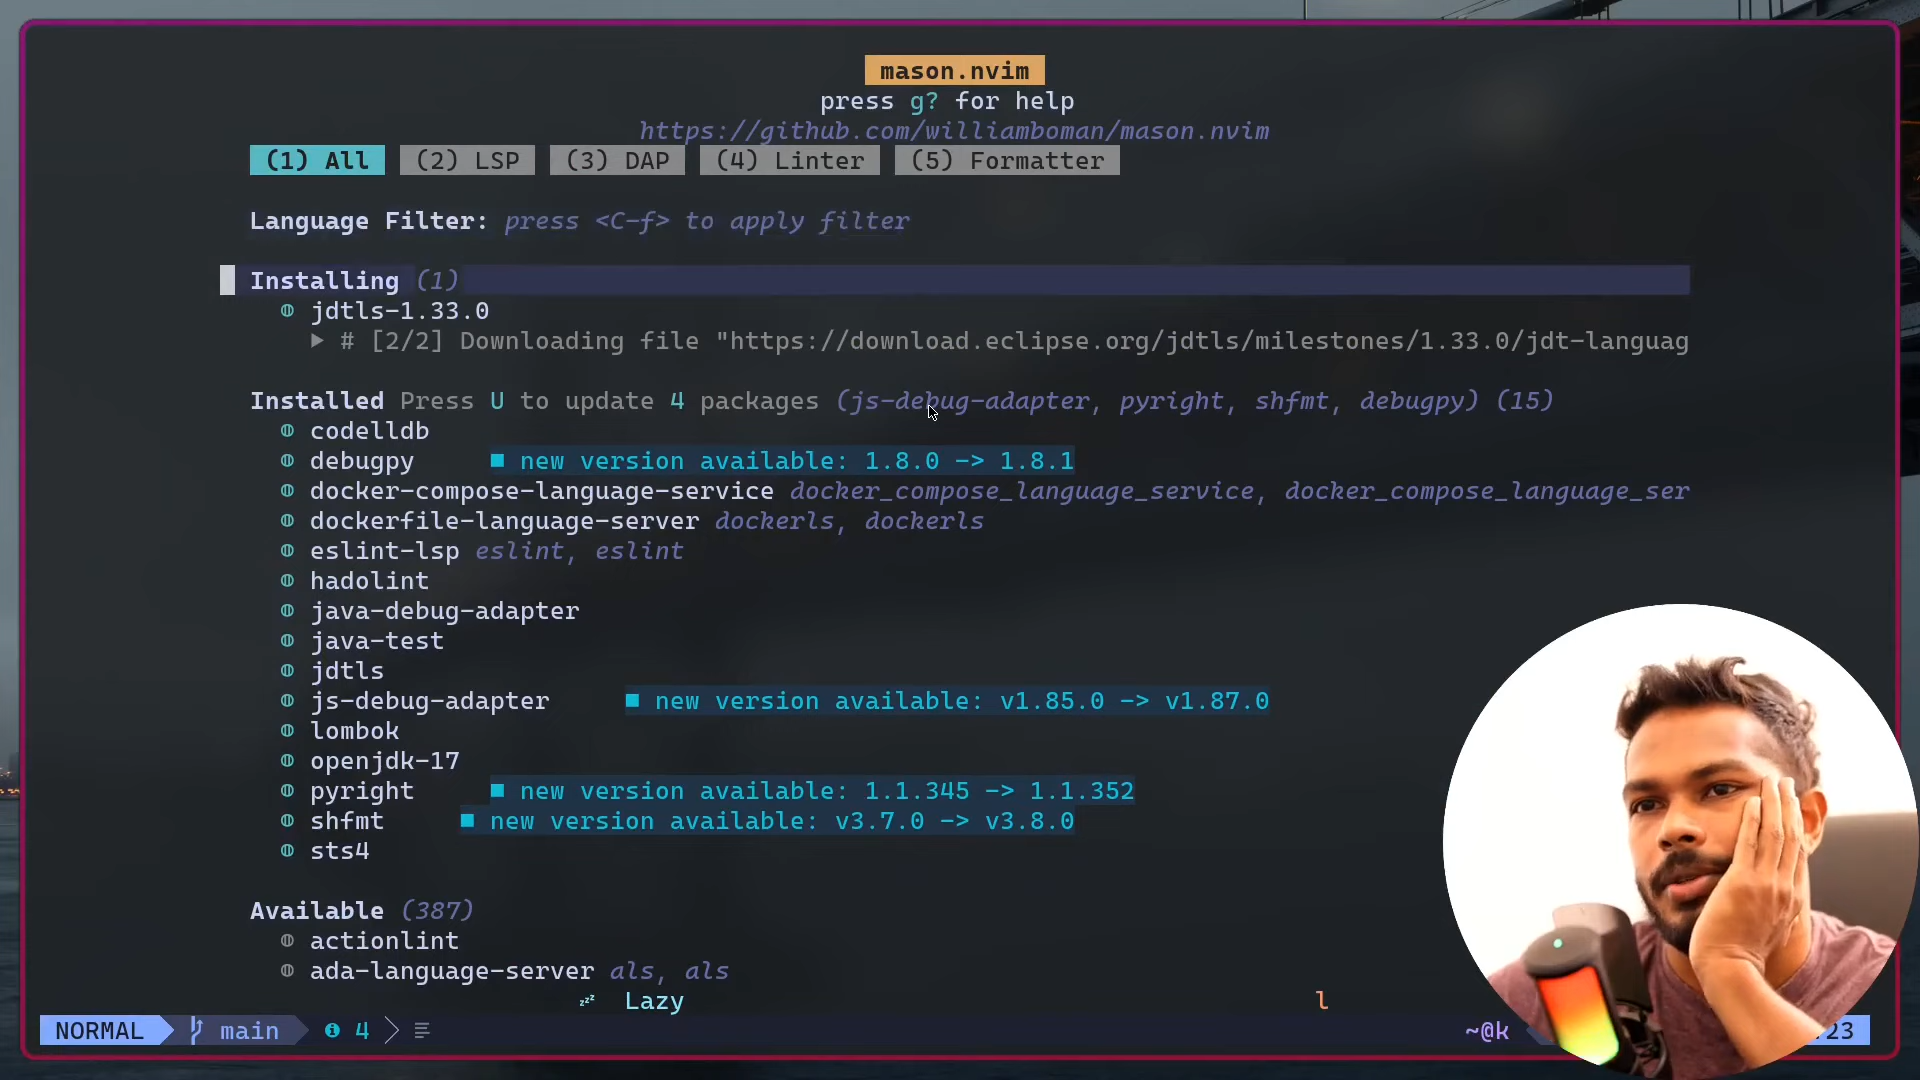 mason.nvim
press g? for help
https://github.com/williamboman/mason.nvim
(1) All (2) LSP (3) DAP (4) Linter (5) Formatter
Language Filter: press <C-f> to apply filter
Installing (1)
jdtls-1.33.0
▶ # [2/2] Downloading file "https://download.eclipse.org/jdtls/milestones/1.33.0/jdt-languag
Installed Press U to update 4 packages (js-debug-adapter, pyright, shfmt, debugpy) (15)
codelldb
debugpy ■ new version available: 1.8.0 -> 1.8.1
docker-compose-language-service docker_compose_language_service, docker_compose_language_ser
dockerfile-language-server dockerls, dockerls
eslint-lsp eslint, eslint
hadolint
java-debug-adapter
java-test
jdtls
js-debug-adapter ■ new version available: v1.85.0 -> v1.87.0
lombok
openjdk-17
pyright ■ new version available: 1.1.345 -> 1.1.352
shfmt ■ new version available: v3.7.0 -> v3.8.0
sts4
Available (387)
actionlint
ada-language-server als, als
zzz Lazy l
NORMAL main 4 ~@k 23